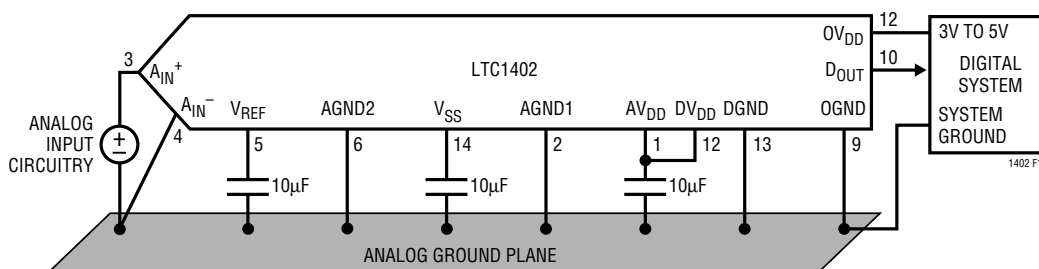 12
3V TO 5V
OVDD
3
AIN+
LTC1402
10
DOUT
DIGITAL
SYSTEM
AIN−
4
VREF
AGND2
VSS
AGND1
AVDD
DVDD
DGND
OGND
SYSTEM
GROUND
ANALOG
INPUT
CIRCUITRY
+
−
5
6
14
2
1
12
13
9
1402 F1
10µF
10µF
10µF
ANALOG GROUND PLANE